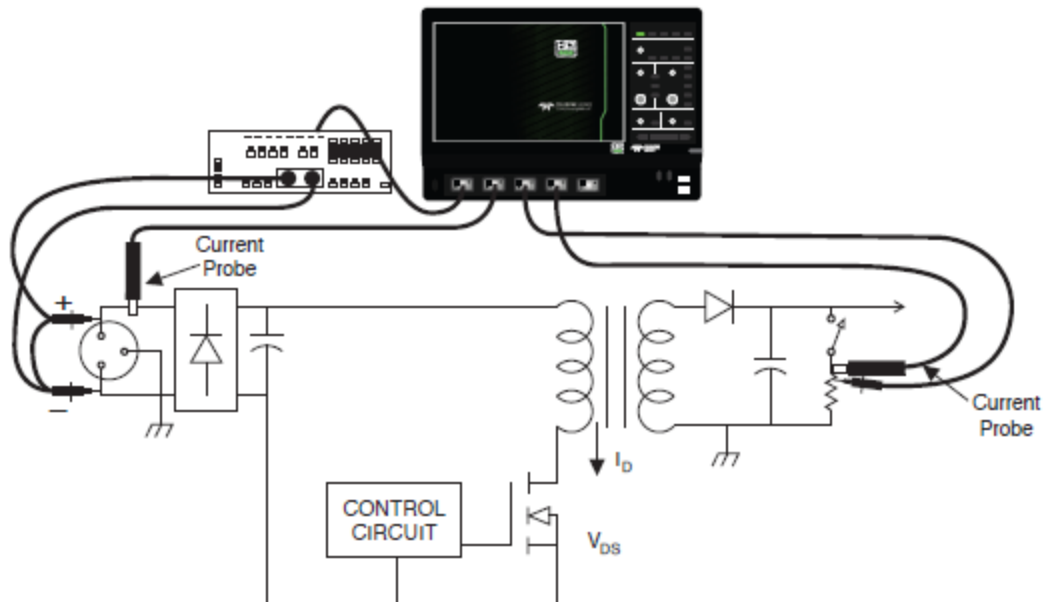 Current
Probe
+
−
Current
Probe
I_D
CONTROL
CIRCUIT
V_DS